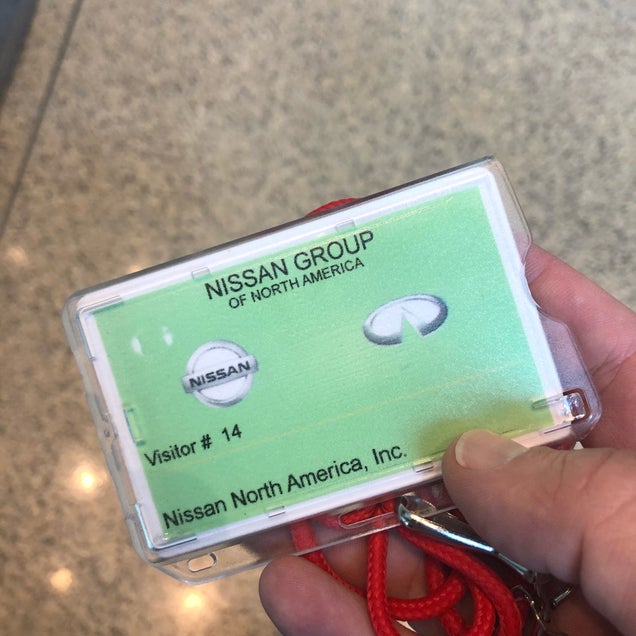 NISSAN GROUP
OF NORTH AMERICA
NISSAN
Visitor # 14
Nissan North America, Inc.